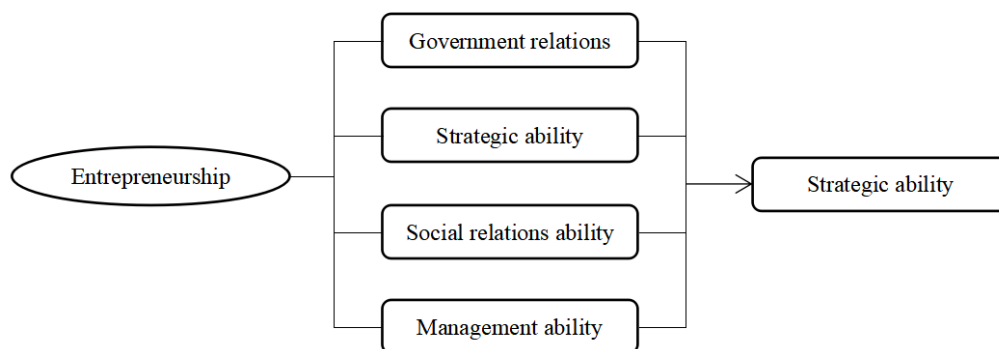 Government relations
Strategic ability
Entrepreneurship
Strategic ability
Social relations ability
Management ability